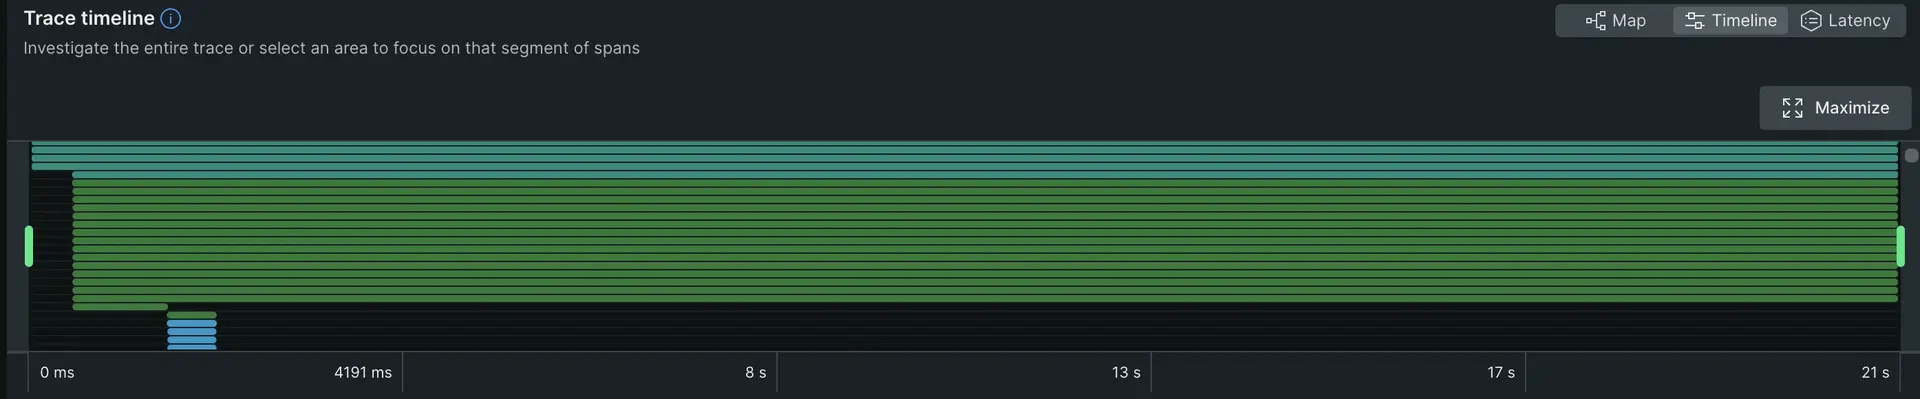 Trace timeline
Map Timeline Latency
Investigate the entire trace or select an area to focus on that segment of spans
Maximize
0 ms 4191 ms 8 s 13 s 17 s 21 s